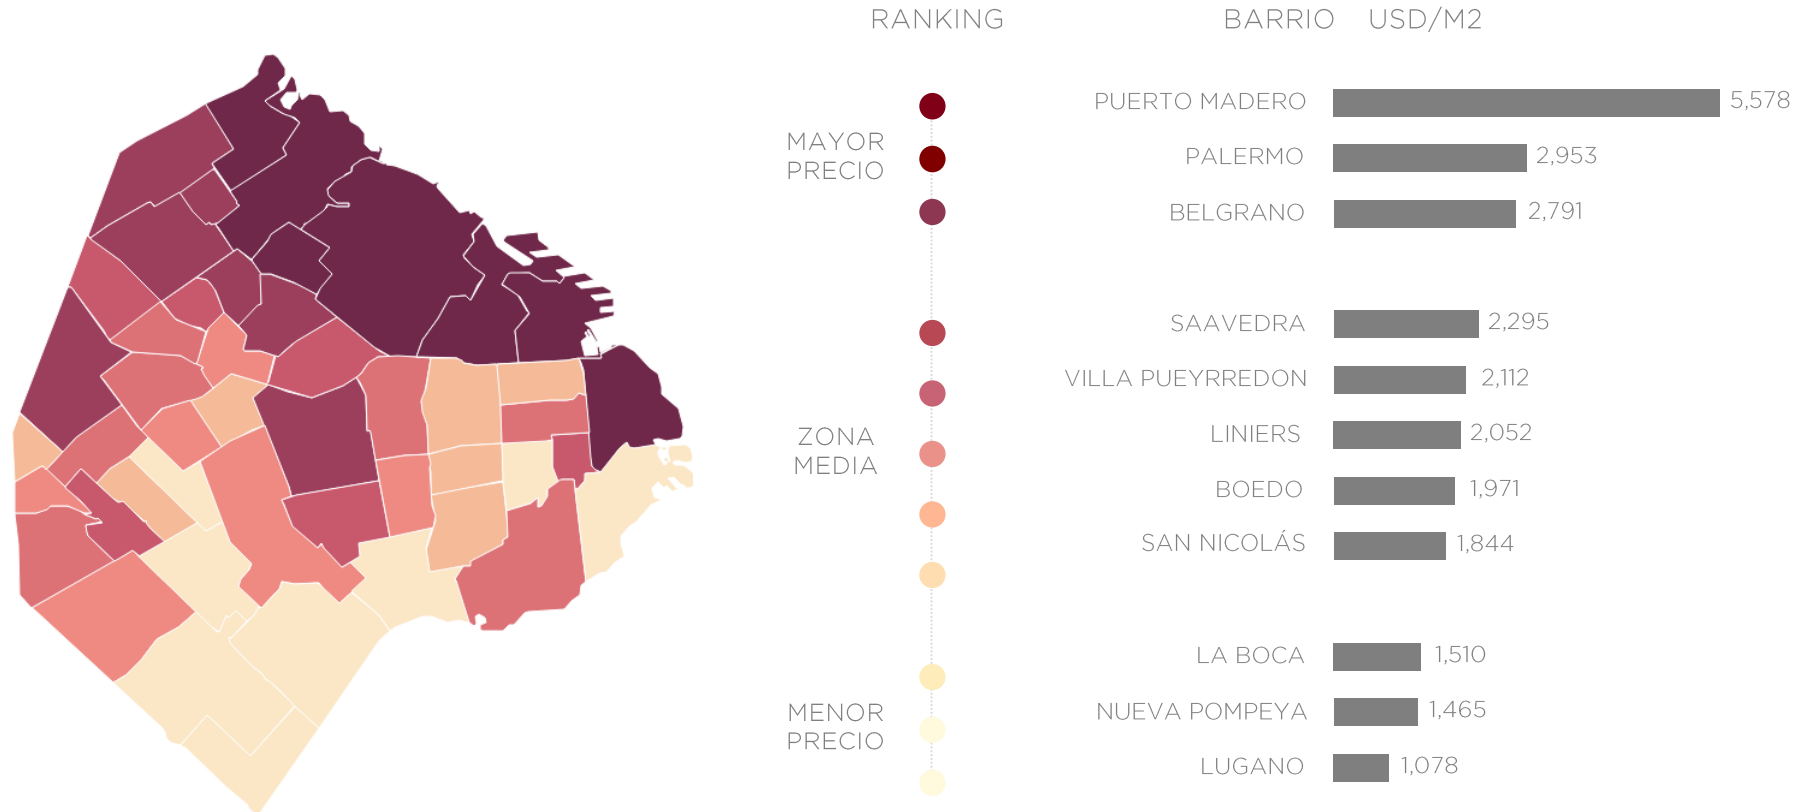 RANKING BARRIO USD/M2
MAYOR
PRECIO
PUERTO MADERO 5,578
PALERMO 2,953
BELGRANO 2,791
ZONA
MEDIA
SAAVEDRA 2,295
VILLA PUEYRREDON 2,112
LINIERS 2,052
BOEDO 1,971
SAN NICOLÁS 1,844
MENOR
PRECIO
LA BOCA 1,510
NUEVA POMPEYA 1,465
LUGANO 1,078